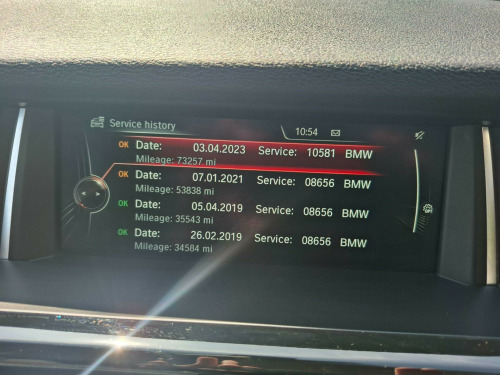 Service history
10:54
OK Date: 03.04.2023 Service: 10581 BMW
Mileage: 73257 mi
OK Date: 07.01.2021 Service: 08656 BMW
Mileage: 53838 mi
OK Date: 05.04.2019 Service: 08656 BMW
Mileage: 35543 mi
OK Date: 26.02.2019 Service: 08656 BMW
Mileage: 34584 mi